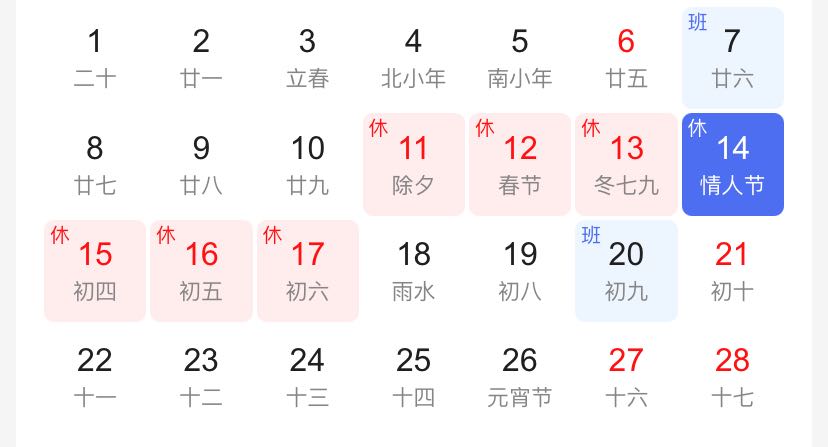 1 2 3 4 5 6 班 7
二十 廿一 立春 北小年 南小年 廿五 廿六
8 9 10 休 11 休 12 休 13 休 14
廿七 廿八 廿九 除夕 春节 冬七九 情人节
休 15 休 16 休 17 18 19 班 20 21
初四 初五 初六 雨水 初八 初九 初十
22 23 24 25 26 27 28
十一 十二 十三 十四 元宵节 十六 十七